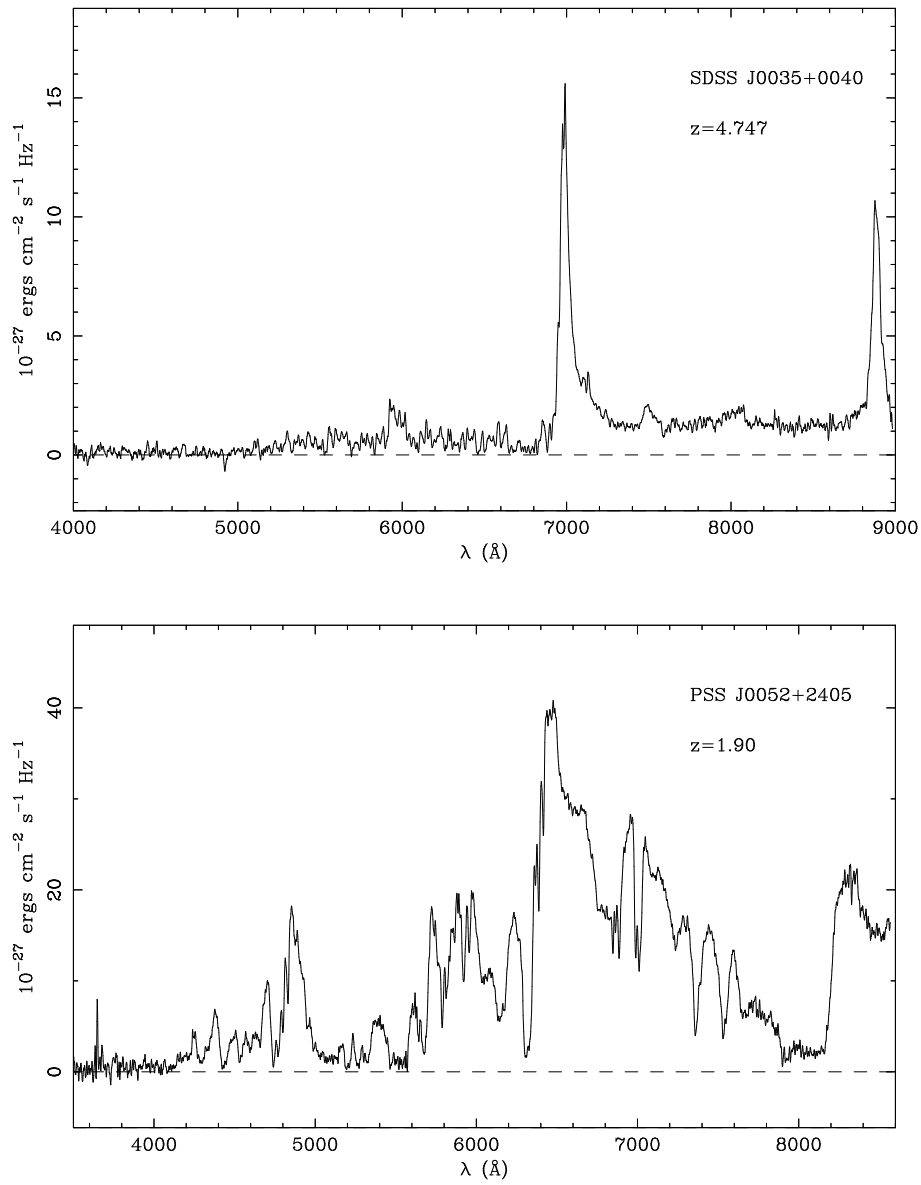 SDSS J0035+0040
z=4.747
15
10
5
0
10⁻²⁷ ergs cm⁻² s⁻¹ Hz⁻¹
4000 5000 6000 7000 8000 9000
λ (Å)
PSS J0052+2405
z=1.90
40
20
0
10⁻²⁷ ergs cm⁻² s⁻¹ Hz⁻¹
4000 5000 6000 7000 8000
λ (Å)